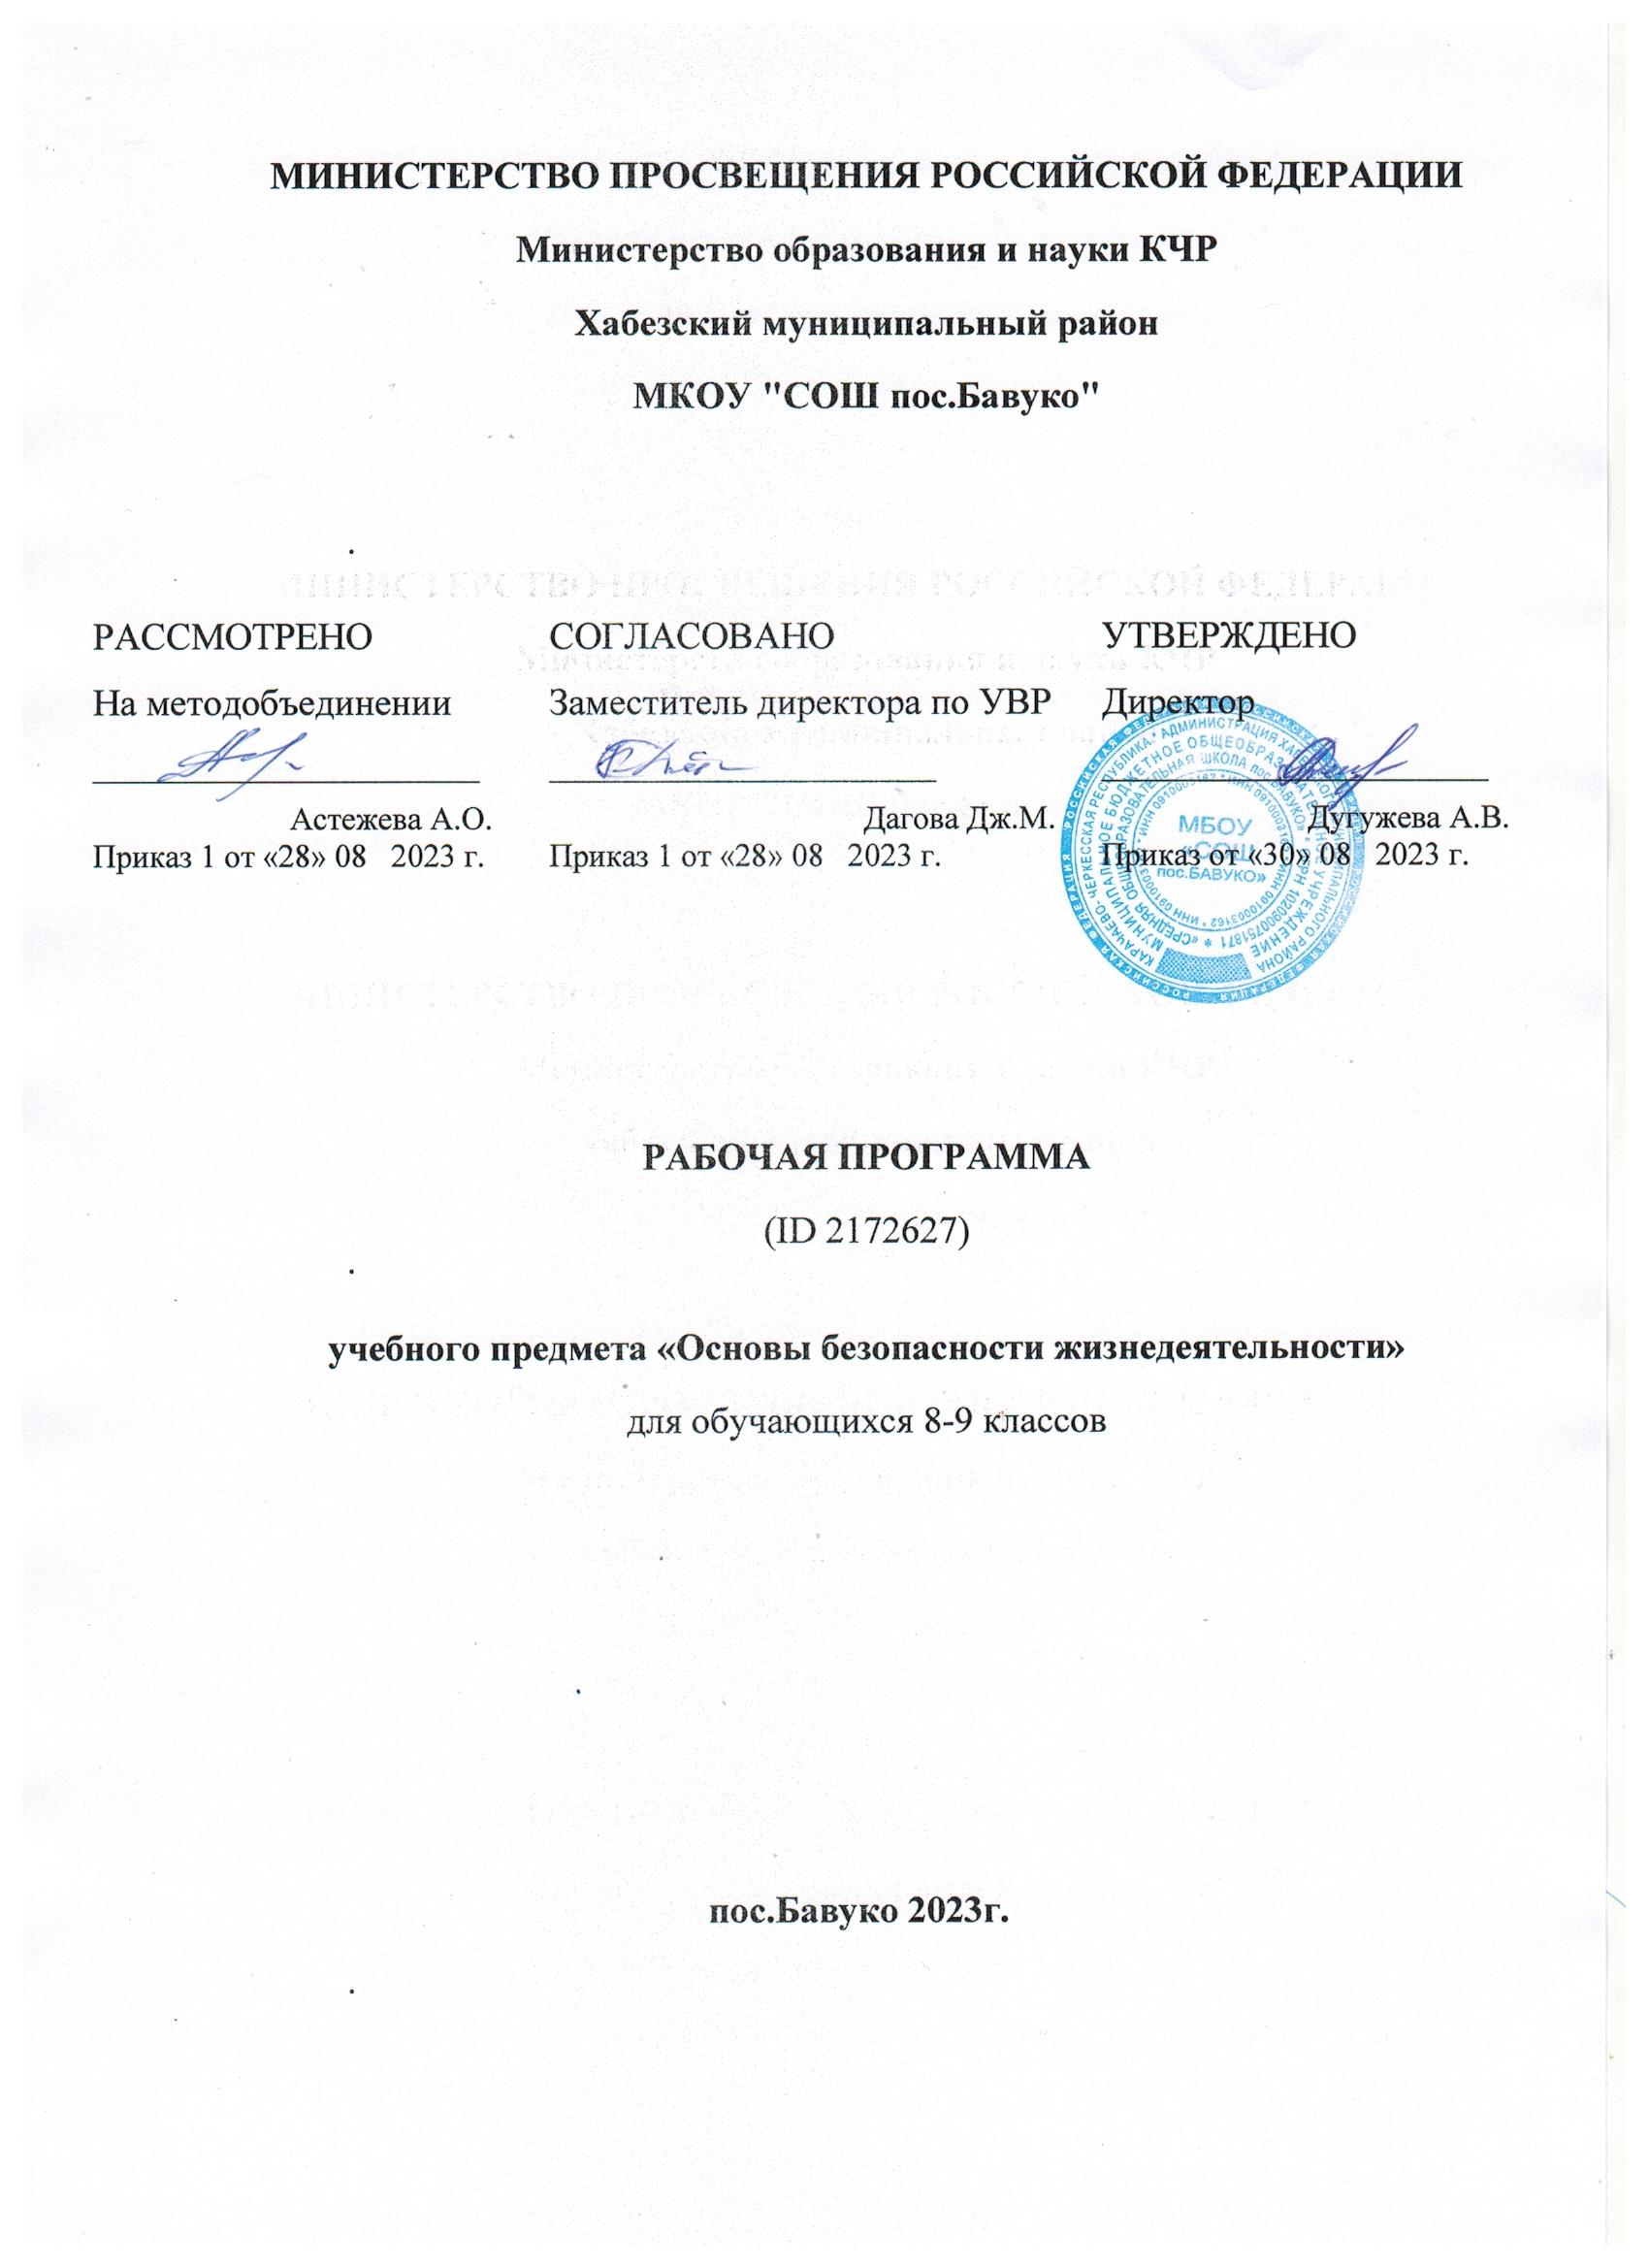 МИНИСТЕРСТВО ПРОСВЕЩЕНИЯ РОССИЙСКОЙ ФЕДЕРАЦИИ
Министерство образования и науки КЧР
Хабезский муниципальный район
МКОУ "СОШ пос.Бавуко"
РАССМОТРЕНО
На методобъединении
Астежева А.О.
Приказ 1 от «28» 08 2023 г.
СОГЛАСОВАНО
Заместитель директора по УВР
Дагова Дж.М.
Приказ 1 от «28» 08 2023 г.
УТВЕРЖДЕНО
Директор
Дугужева А.В.
Приказ от «30» 08 2023 г.
МБОУ
«СОШ
пос.БАВУКО»
РАБОЧАЯ ПРОГРАММА
(ID 2172627)
учебного предмета «Основы безопасности жизнедеятельности»
для обучающихся 8-9 классов
пос.Бавуко 2023г.